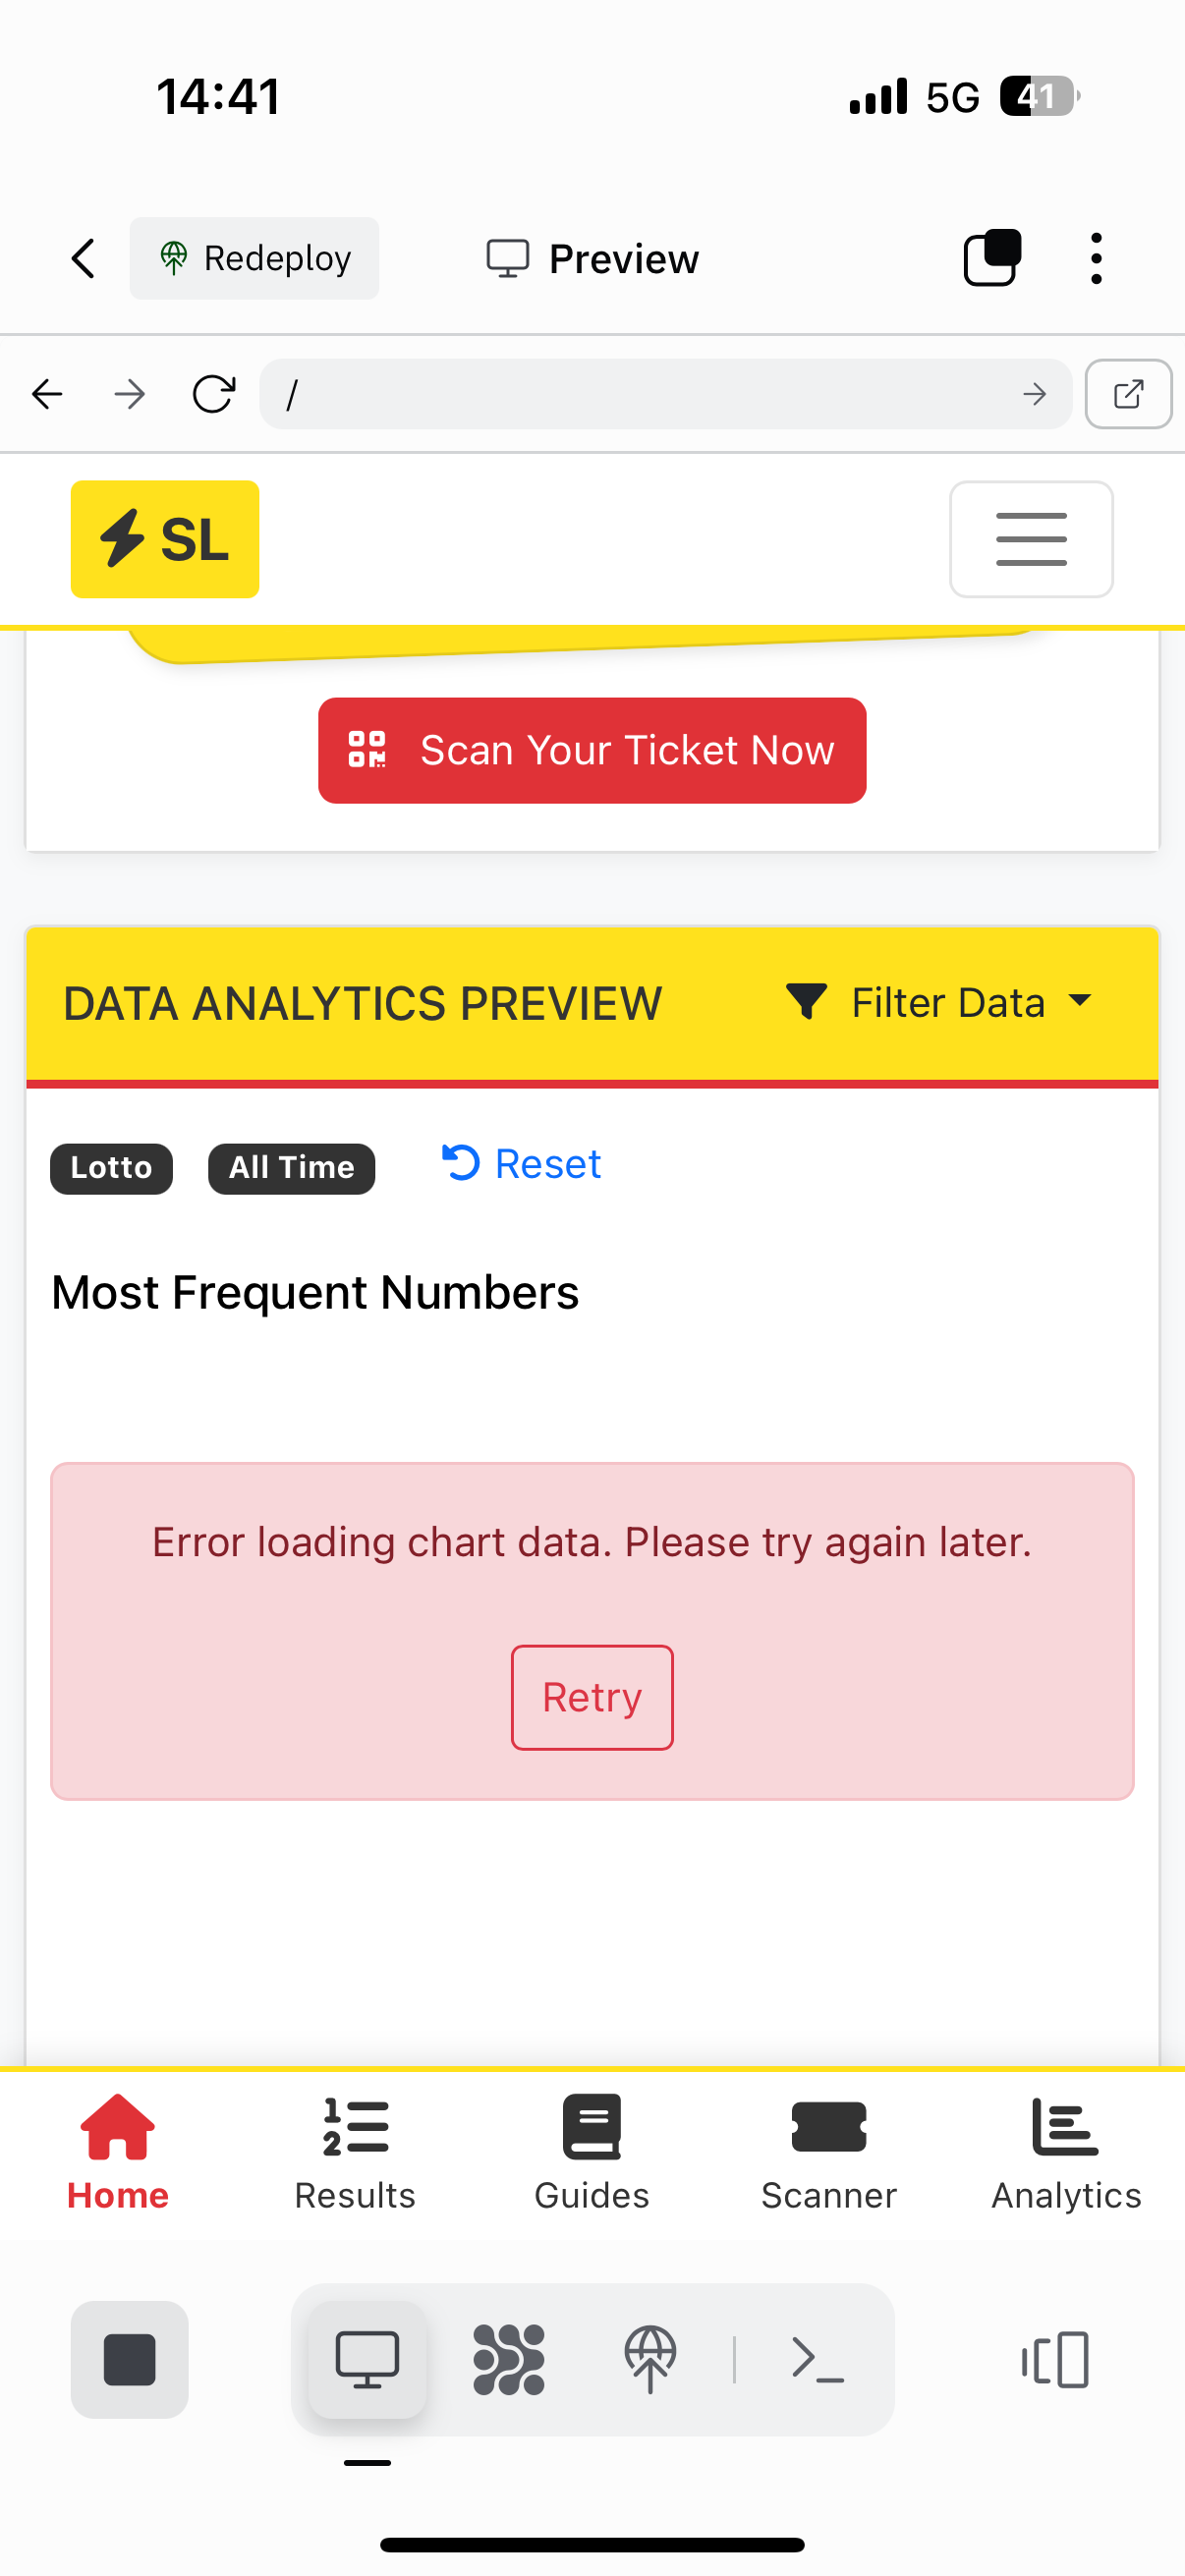 14:41
5G
41
Redeploy
Preview
/
SL
Scan Your Ticket Now
DATA ANALYTICS PREVIEW
Filter Data
Lotto
All Time
Reset
Most Frequent Numbers
Error loading chart data. Please try again later.
Retry
Home
Results
Guides
Scanner
Analytics